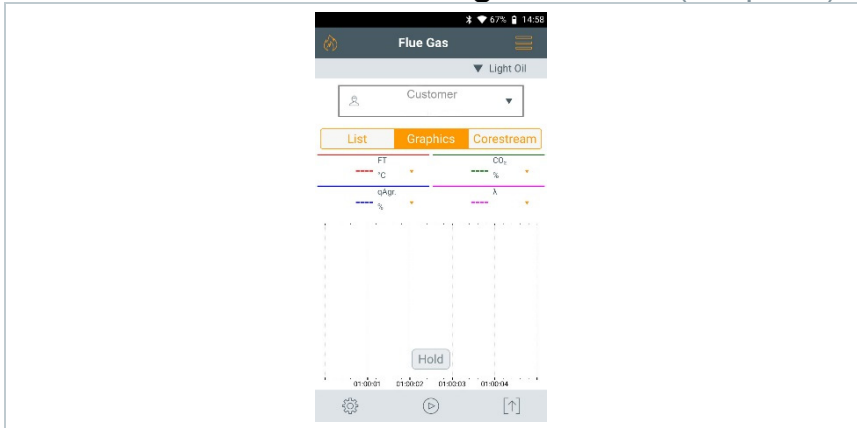 67% 14:58
Flue Gas
Light Oil
Customer
List Graphics Corestream
FT CO₂
---- °C ---- %
qAgr. λ
---- % ----
Hold
01:00:01 01:00:02 01:00:03 01:00:04